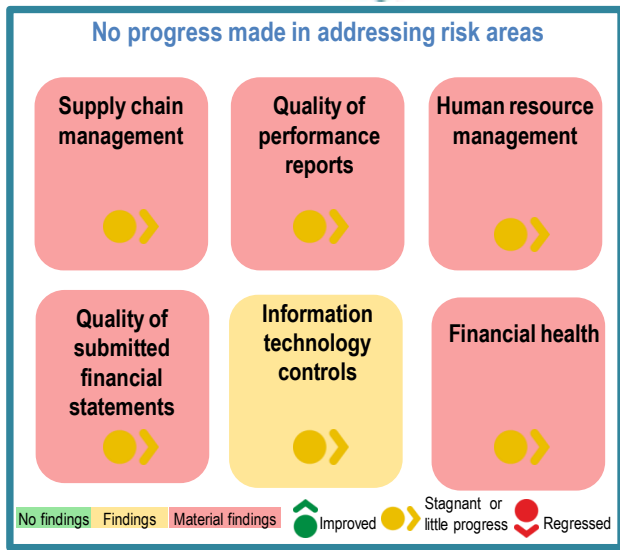 No progress made in addressing risk areas
Supply chain
management
Quality of
performance
reports
Human resource
management
Quality of
submitted
financial
statements
Information
technology
controls
Financial health
No findings
Findings
Material findings
Improved
Stagnant or
little progress
Regressed